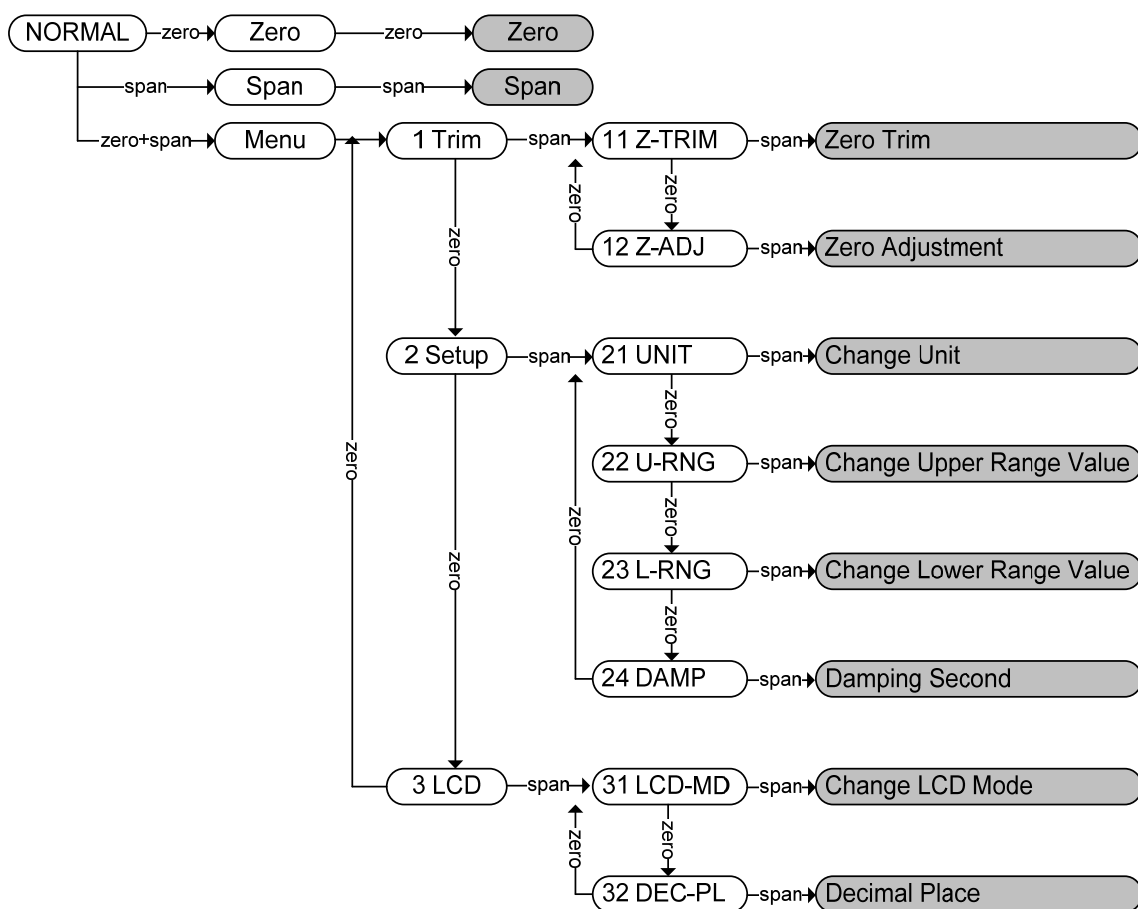 NORMAL zero Zero zero Zero
span Span span Span
zero+span Menu 1 Trim span 11 Z-TRIM span Zero Trim
zero zero
zero
12 Z-ADJ span Zero Adjustment
2 Setup span 21 UNIT span Change Unit
zero
zero
22 U-RNG span Change Upper Range Value
zero zero zero
zero
23 L-RNG span Change Lower Range Value
zero
24 DAMP span Damping Second
3 LCD span 31 LCD-MD span Change LCD Mode
zero zero
32 DEC-PL span Decimal Place